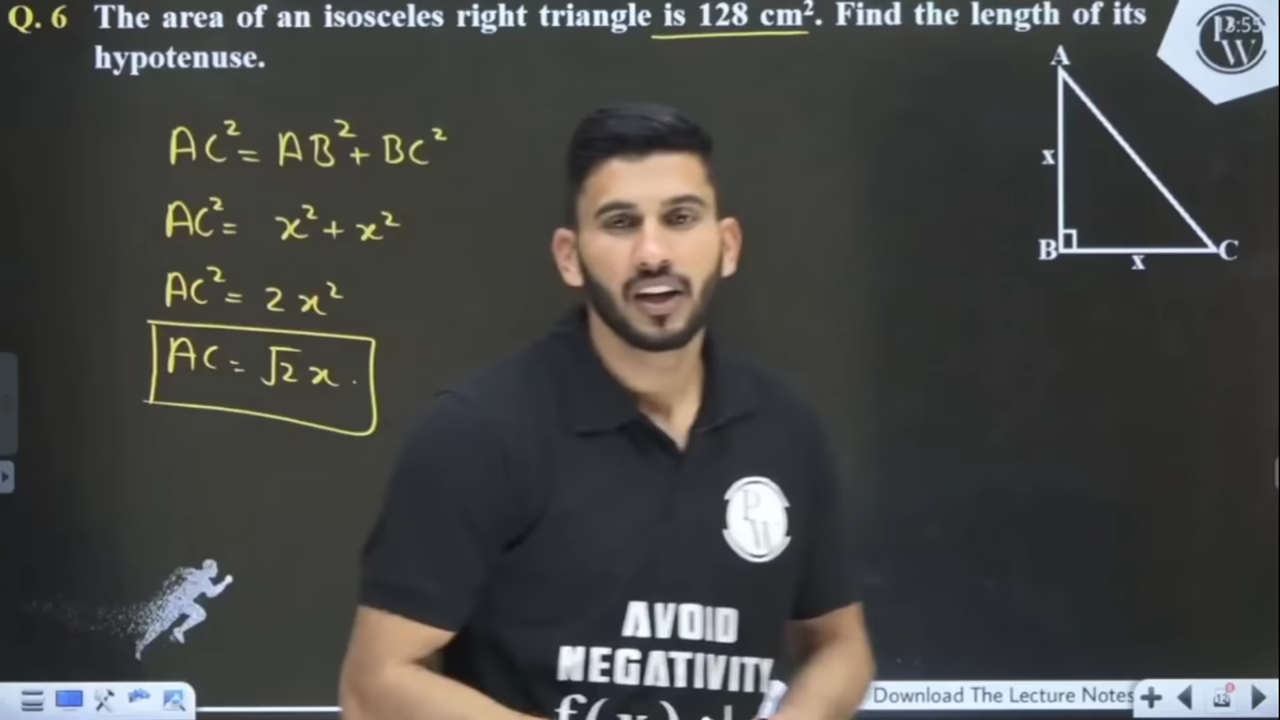 Q. 6 The area of an isosceles right triangle is 128 cm². Find the length of its
hypotenuse.
AC² = AB² + BC²
AC² = x² + x²
AC² = 2x²
AC = √2 x.
A
x
B
C
x
P
W
AVOID
NEGATIVITY
Download The Lecture Notes